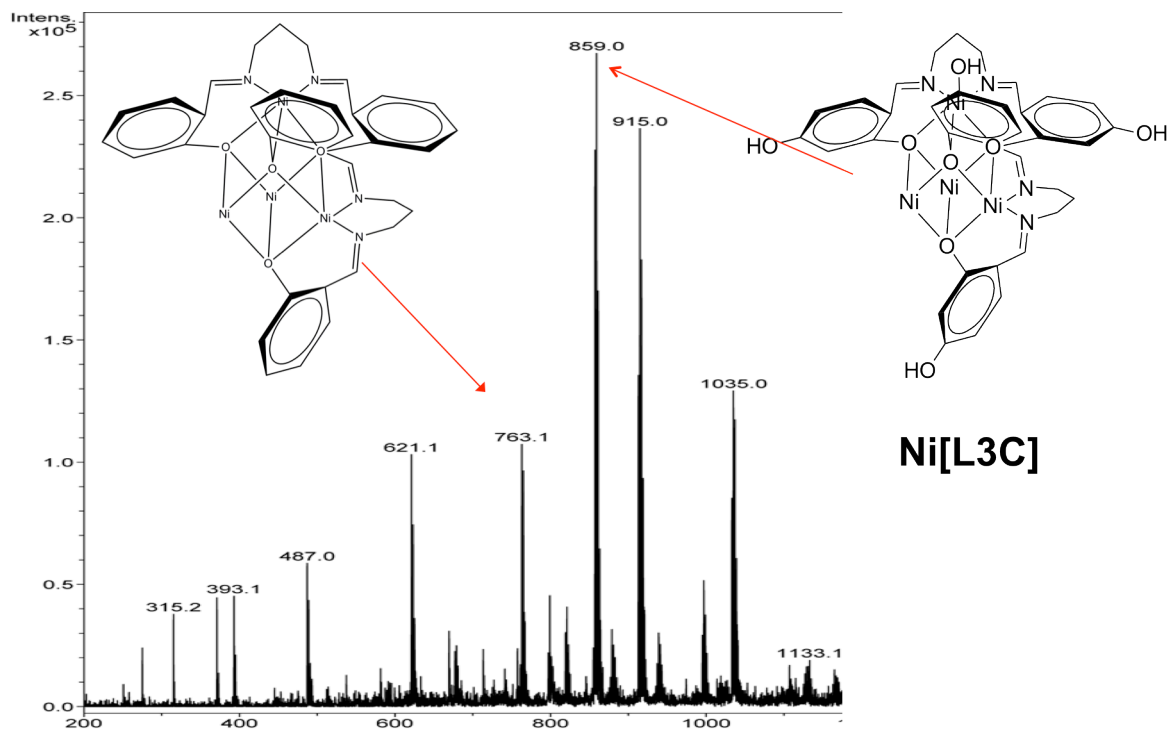 Intens.
x10⁵
2.5
2.0
1.5
1.0
0.5
0.0
200
400
600
800
1000
315.2
393.1
487.0
621.1
763.1
859.0
915.0
1035.0
1133.1
N
N
Ni
O
O
O
N
Ni
Ni
Ni
N
O
OH
N
N
Ni
HO
OH
O
O
O
N
Ni
Ni
Ni
N
O
HO
Ni[L3C]